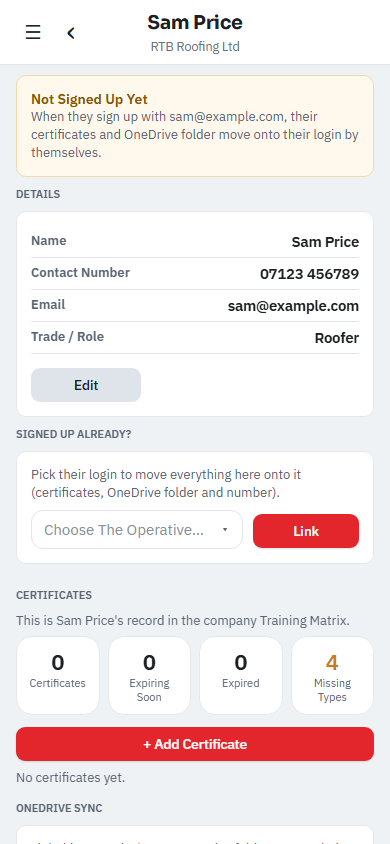 Sam Price
RTB Roofing Ltd
Not Signed Up Yet
When they sign up with sam@example.com, their
certificates and OneDrive folder move onto their login by
themselves.
DETAILS
Name Sam Price
Contact Number 07123 456789
Email sam@example.com
Trade / Role Roofer
Edit
SIGNED UP ALREADY?
Pick their login to move everything here onto it
(certificates, OneDrive folder and number).
Choose The Operative...
Link
CERTIFICATES
This is Sam Price's record in the company Training Matrix.
0 0 0 4
Certificates Expiring Soon Expired Missing Types
+ Add Certificate
No certificates yet.
ONEDRIVE SYNC